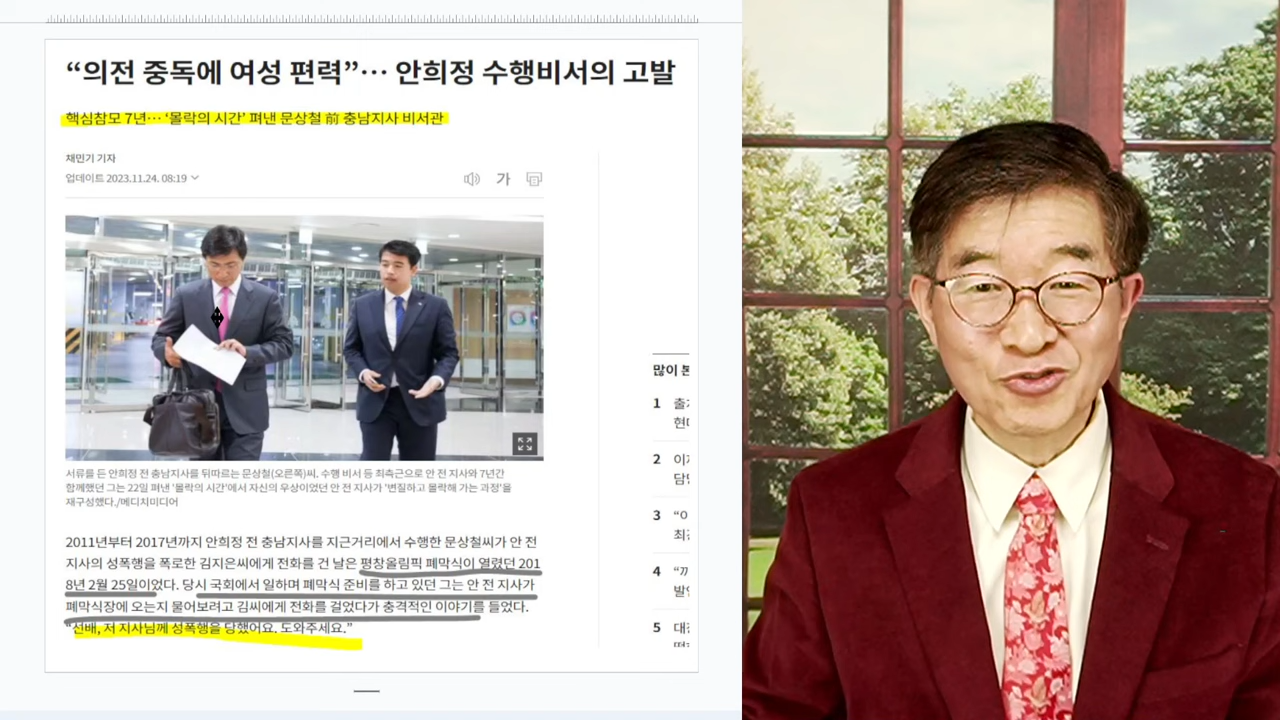 “의전 중독에 여성 편력”… 안희정 수행비서의 고발
핵심참모 7년… ‘몰락의 시간’ 펴낸 문상철 前 충남지사 비서관
채민기 기자
업데이트 2023.11.24. 08:19
가
서류를 든 안희정 전 충남지사를 뒤따르는 문상철(오른쪽)씨. 수행 비서 등 최측근으로 안 전 지사와 7년간
함께했던 그는 22일 펴낸 '몰락의 시간'에서 자신의 우상이었던 안 전 지사가 '변질하고 몰락해 가는 과정'을
재구성했다./메디치미디어
2011년부터 2017년까지 안희정 전 충남지사를 지근거리에서 수행한 문상철씨가 안 전
지사의 성폭행을 폭로한 김지은씨에게 전화를 건 날은 평창올림픽 폐막식이 열렸던 201
8년 2월 25일이었다. 당시 국회에서 일하며 폐막식 준비를 하고 있던 그는 안 전 지사가
폐막식장에 오는지 물어보려고 김씨에게 전화를 걸었다가 충격적인 이야기를 들었다.
“선배, 저 지사님께 성폭행을 당했어요. 도와주세요.”
많이 본
1
2
3 “이
4
5